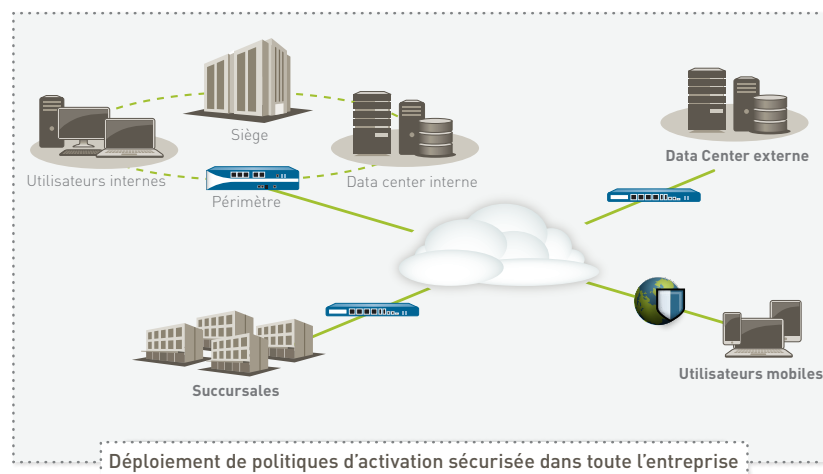 Siège
Utilisateurs internes
Data center interne
Périmètre
Data Center externe
Succursales
Utilisateurs mobiles
Déploiement de politiques d’activation sécurisée dans toute l’entreprise